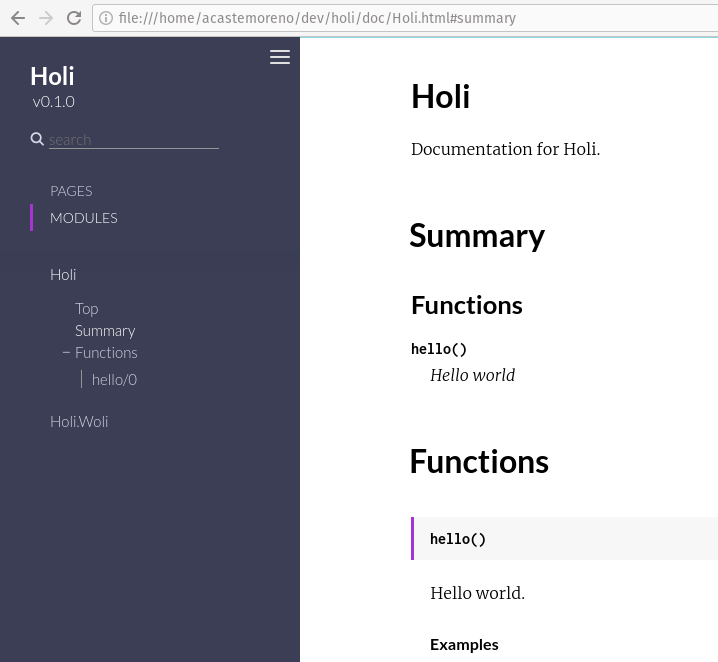 file:///home/acastemoreno/dev/holi/doc/Holi.html#summary
Holi
v0.1.0
search
PAGES
MODULES
Holi
Top
Summary
Functions
hello/0
Holi.Woli
Holi
Documentation for Holi.
Summary
Functions
hello()
Hello world
Functions
hello()
Hello world.
Examples